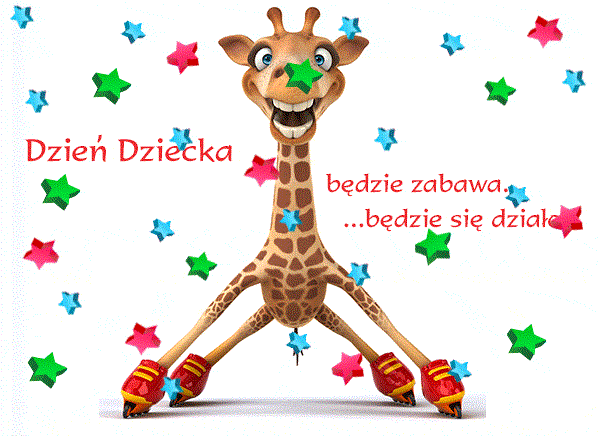 Dzień Dziecka
będzie zabawa.
...będzie się działo